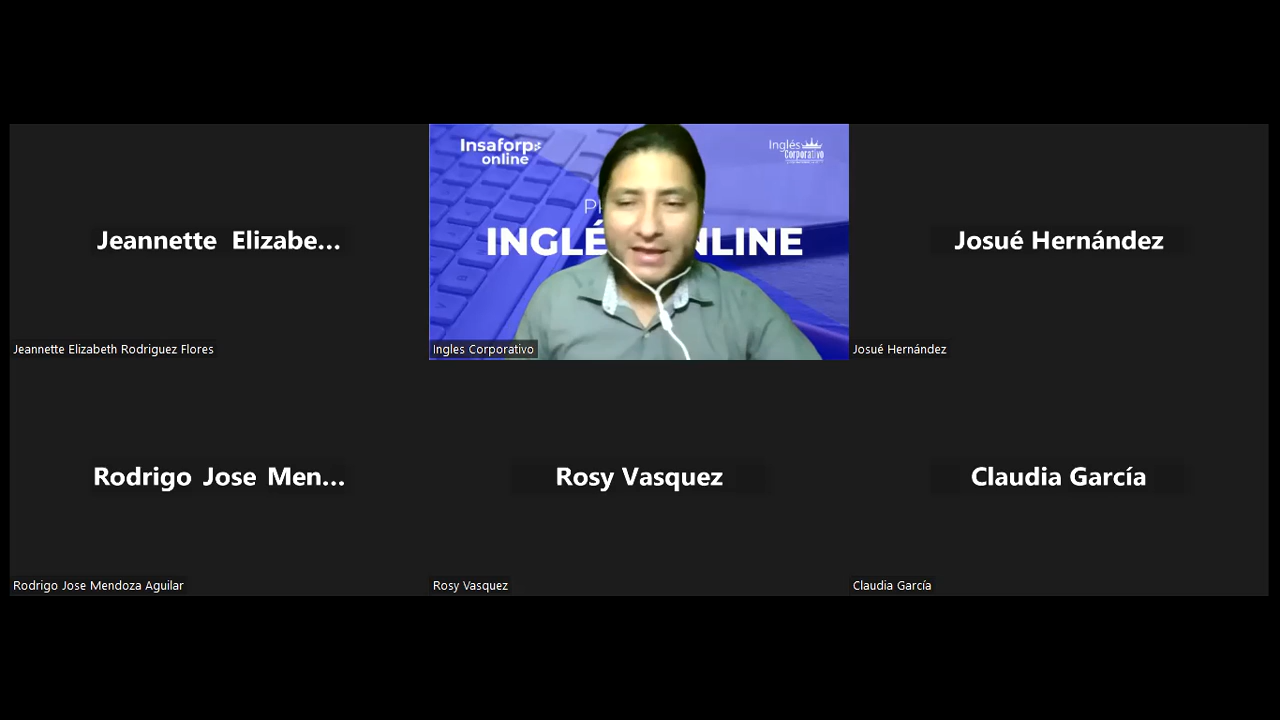 Jeannette Elizabe...
Jeannette Elizabeth Rodriguez Flores
Insaforp
online
Inglés
Corporativo
INGLÉ NLINE
Ingles Corporativo
Josué Hernández
Josué Hernández
Rodrigo Jose Men...
Rodrigo Jose Mendoza Aguilar
Rosy Vasquez
Rosy Vasquez
Claudia García
Claudia García